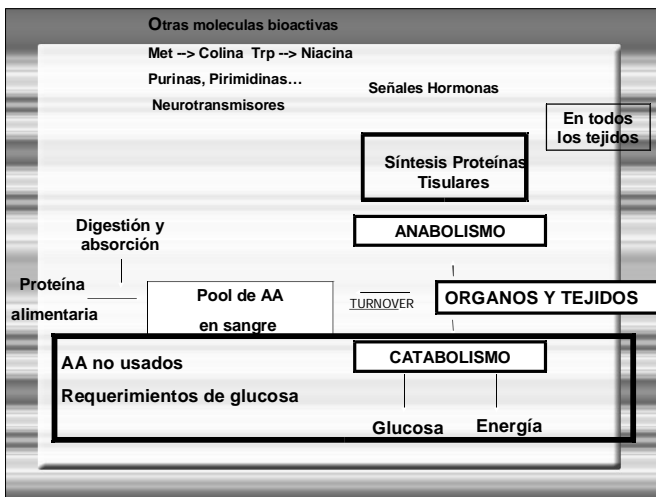 Otras moleculas bioactivas
Met --> Colina Trp --> Niacina
Purinas, Pirimidinas…
Neurotransmisores
Señales Hormonas
En todos
los tejidos
Síntesis Proteínas
Tisulares
Digestión y
absorción
ANABOLISMO
Proteína
alimentaria
Pool de AA
en sangre
TURNOVER
ORGANOS Y TEJIDOS
AA no usados
Requerimientos de glucosa
CATABOLISMO
Glucosa
Energía